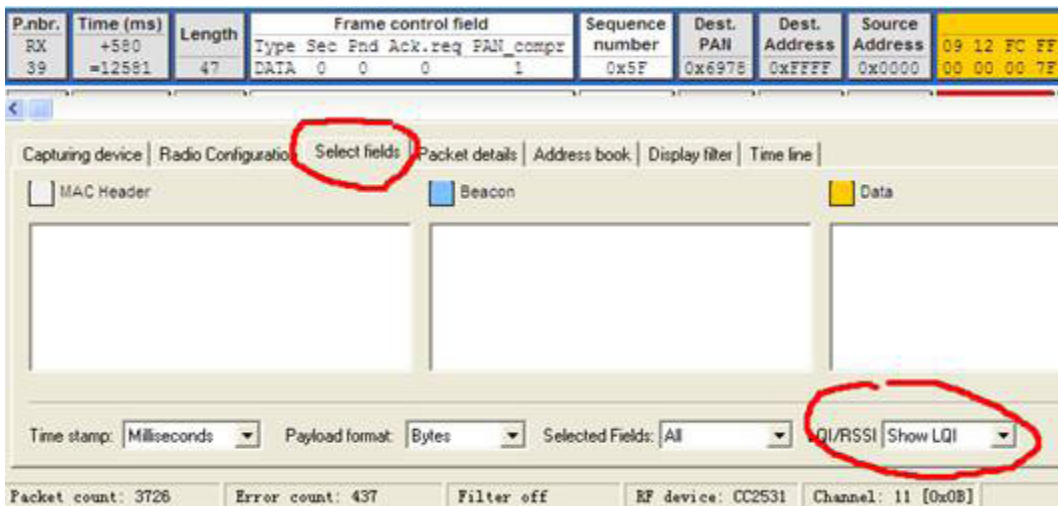 P.nbr. Time (ms) Length Frame control field Sequence Dest. Dest. Source
RX +580 Type Sec Pnd Ack.req PAN_compr number PAN Address Address 09 12 FC FF
39 =12581 47 DATA 0 0 0 1 0x5F 0x6978 0xFFFF 0x0000 00 00 00 7F
Capturing device Radio Configuration Select fields Packet details Address book Display filter Time line
MAC Header Beacon Data
Time stamp: Milliseconds Payload format: Bytes Selected Fields: All LQI/RSSI Show LQI
Packet count: 3726 Error count: 437 Filter off RF device: CC2531 Channel: 11 [0x0B]